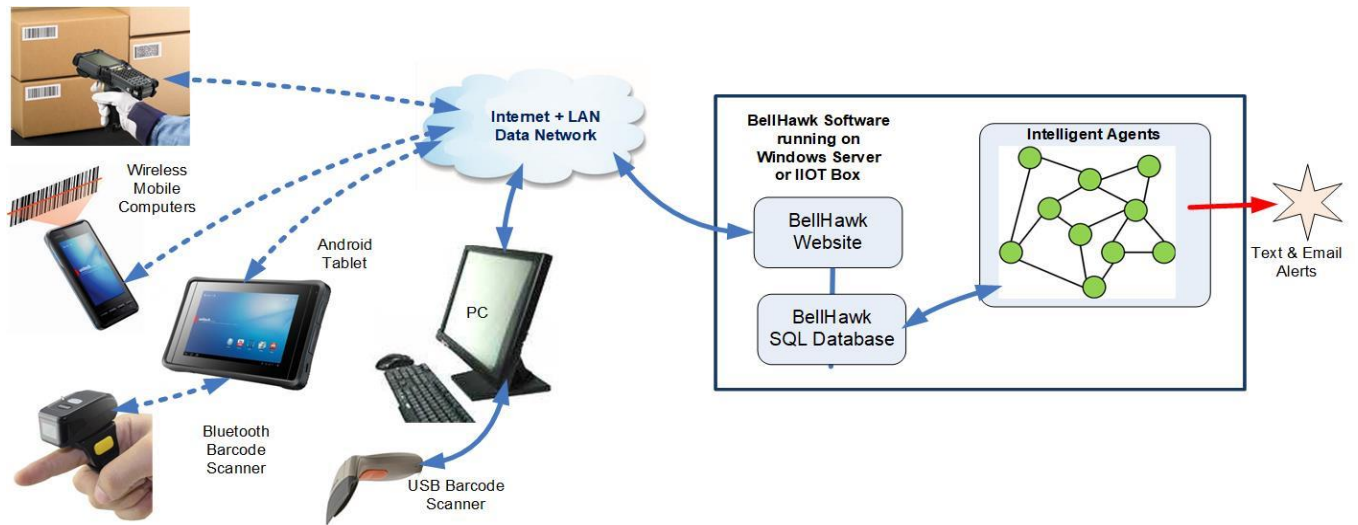 Internet + LAN
Data Network
BellHawk Software
running on
Windows Server
or IIOT Box
Intelligent Agents
Wireless
Mobile
Computers
BellHawk
Website
Android
Tablet
Text & Email
Alerts
PC
BellHawk
SQL Database
Bluetooth
Barcode
Scanner
USB Barcode
Scanner